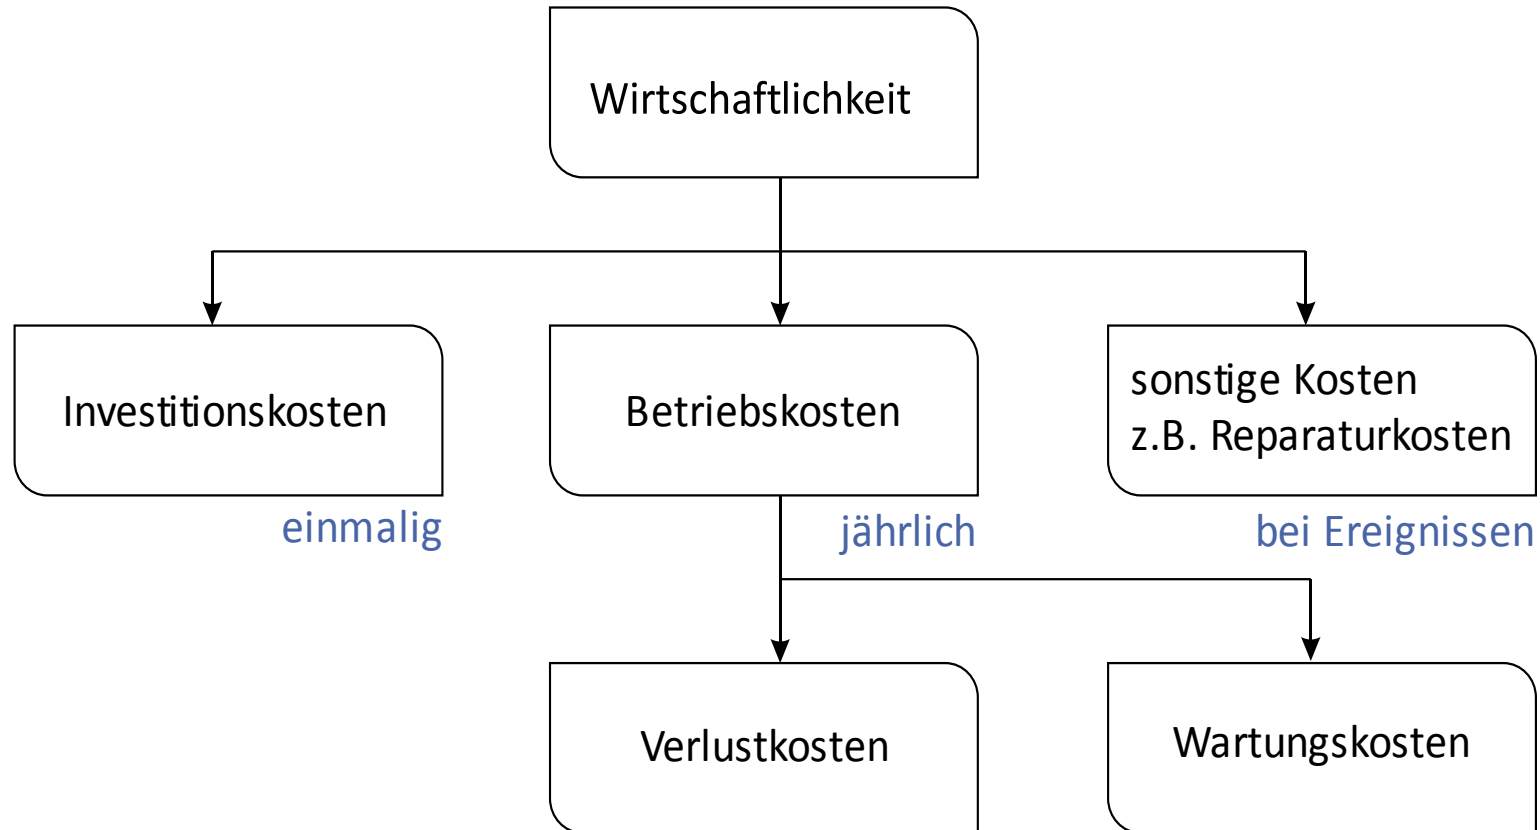 Wirtschaftlichkeit
Investitionskosten
Betriebskosten
sonstige Kosten
z.B. Reparaturkosten
einmalig
jährlich
bei Ereignissen
Verlustkosten
Wartungskosten